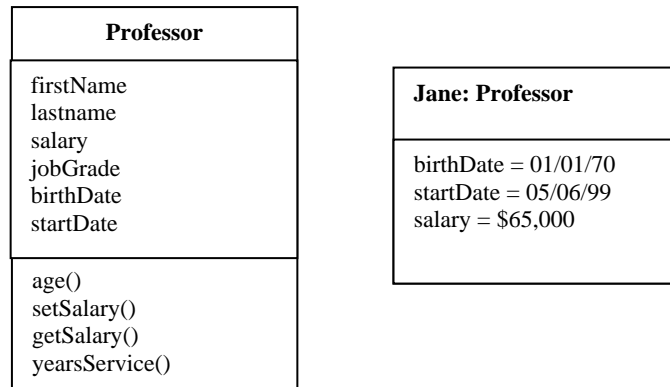 Professor
firstName
lastname
salary
jobGrade
birthDate
startDate
age()
setSalary()
getSalary()
yearsService()
Jane: Professor
birthDate = 01/01/70
startDate = 05/06/99
salary = $65,000